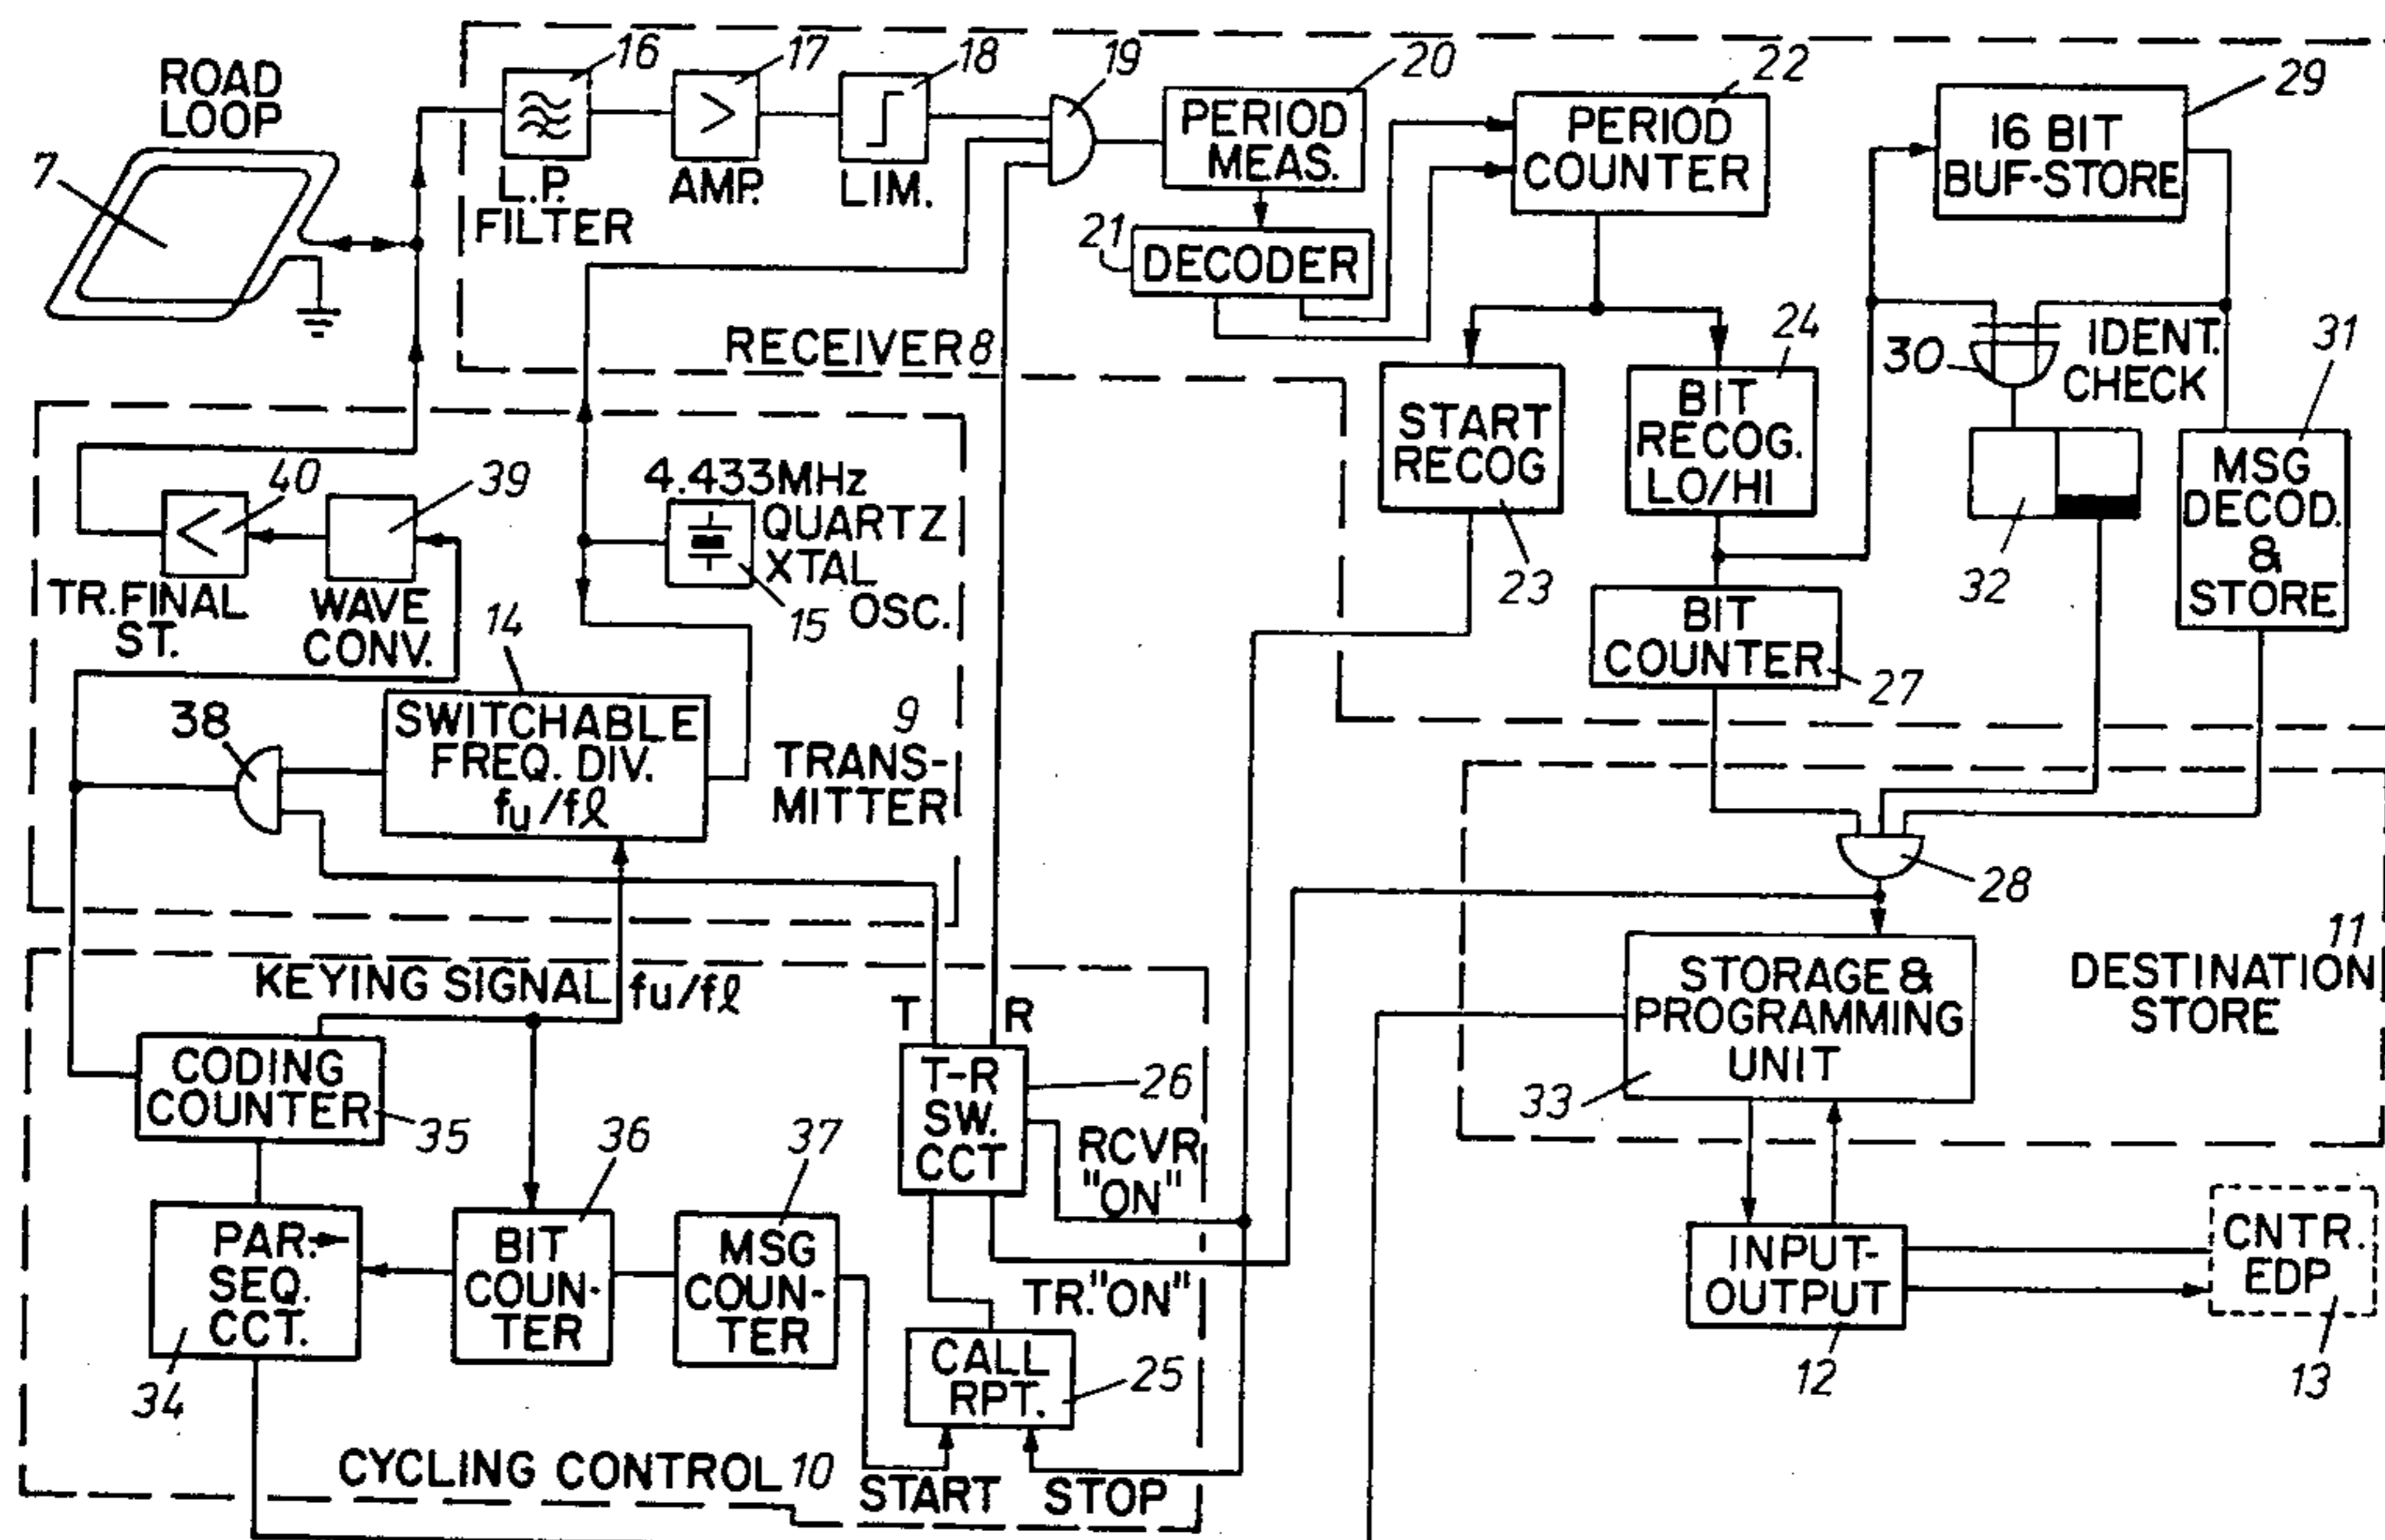 ROAD
LOOP
7
16
L.P.
FILTER
17
AMP.
18
LIM.
19
20
PERIOD
MEAS.
21
DECODER
22
PERIOD
COUNTER
29
16 BIT
BUF-STORE
RECEIVER 8
23
START
RECOG
24
BIT
RECOG.
LO/HI
30
IDENT.
CHECK
31
MSG
DECOD.
&
STORE
32
BIT
COUNTER
27
40
TR. FINAL
ST.
39
WAVE
CONV.
4.433MHz
QUARTZ
XTAL
OSC.
15
14
SWITCHABLE
FREQ. DIV.
fu/fl
38
9
TRANS-
MITTER
28
11
DESTINATION
STORE
STORAGE &
PROGRAMMING
UNIT
33
KEYING SIGNAL fu/fl
T
R
CODING
COUNTER
35
T-R
SW.
CCT
26
RCVR
"ON"
PAR.
SEQ.
CCT.
34
36
BIT
COUN-
TER
37
MSG
COUN-
TER
TR."ON"
CALL
RPT.
25
INPUT-
OUTPUT
12
CNTR.
EDP
13
CYCLING CONTROL 10
START
STOP